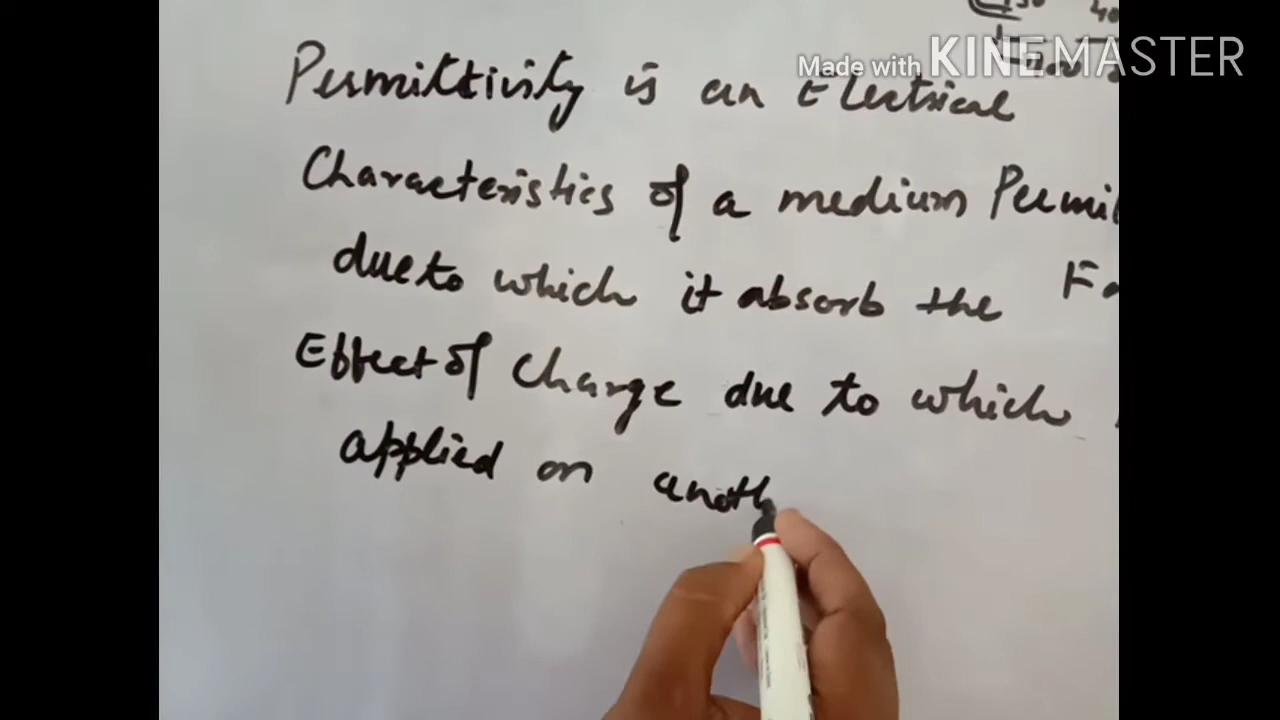 Made with KINEMASTER
Permittivity is an Electrical
Characteristics of a medium Permi
due to which it absorb the Fo
Effect of Charge due to which
applied on anoth